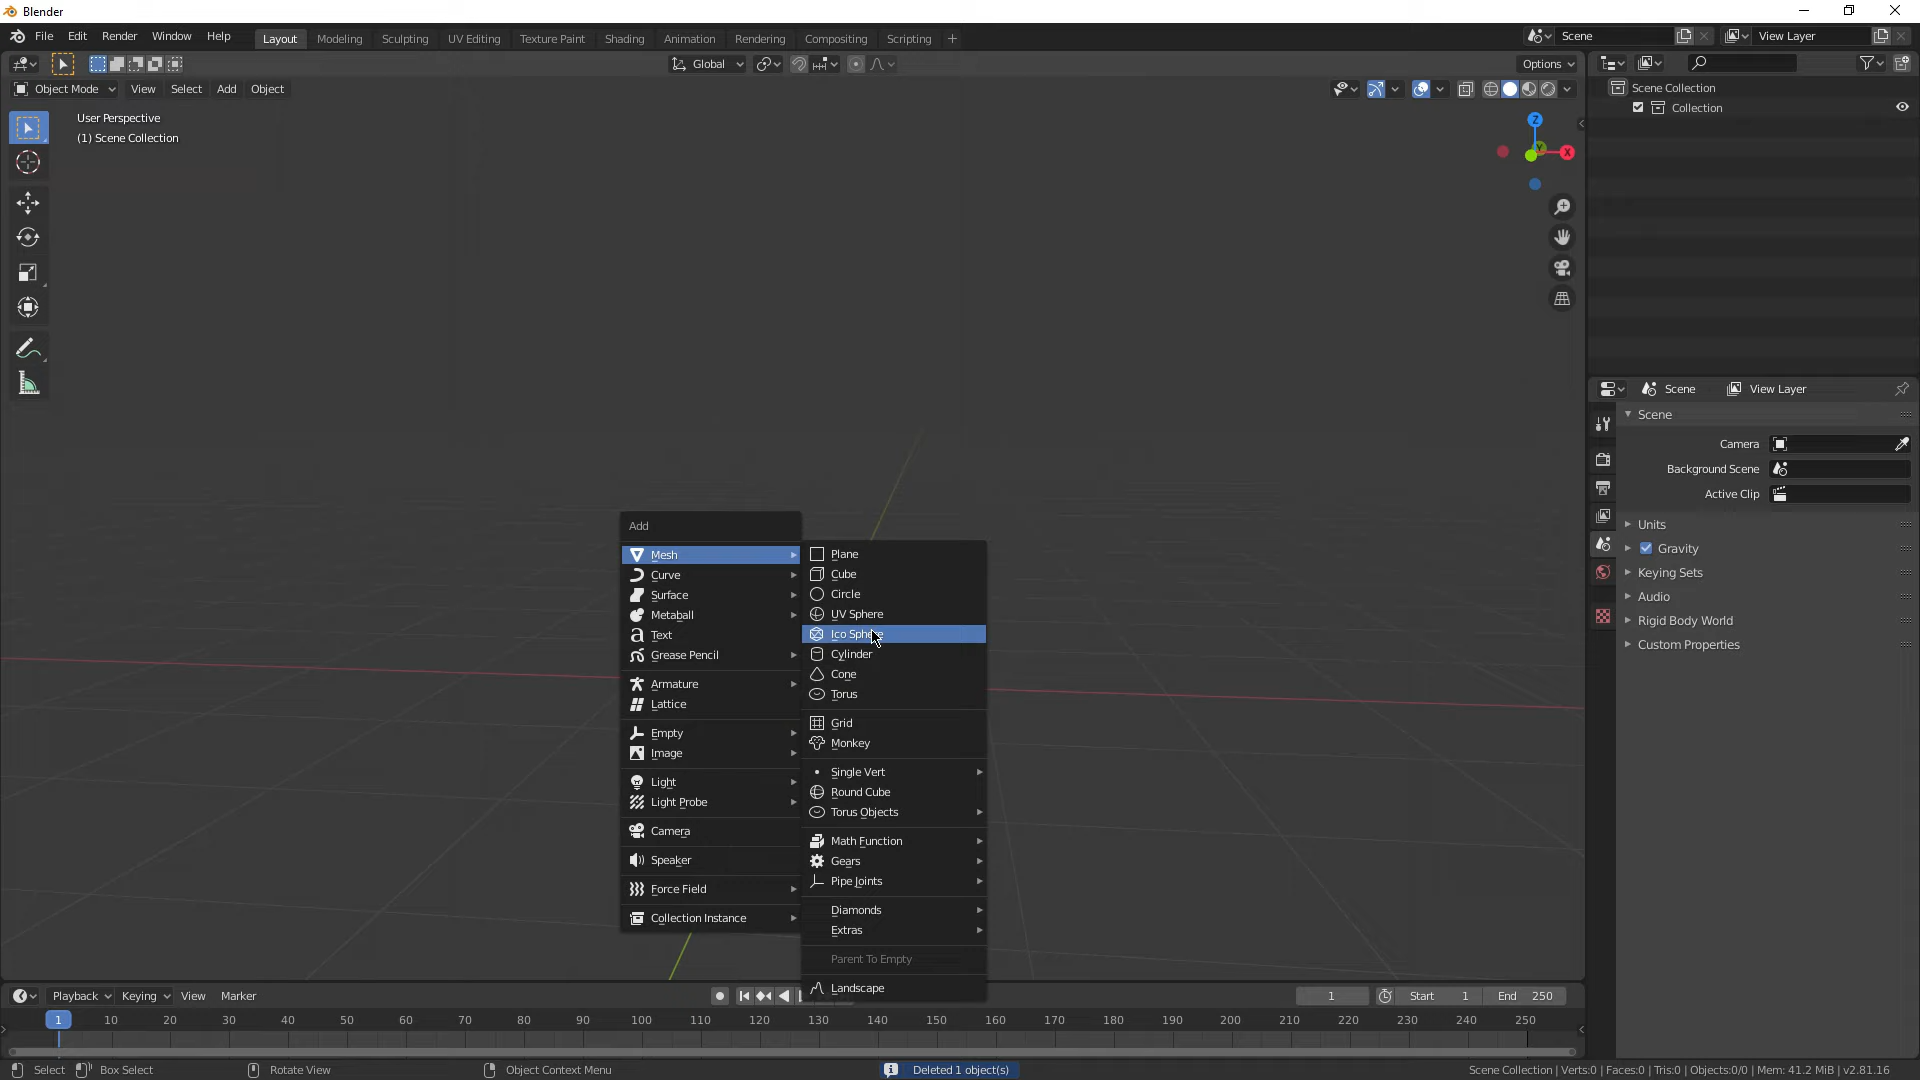 Blender
File Edit Render Window Help Layout Modeling Sculpting UV Editing Texture Paint Shading Animation Rendering Compositing Scripting + Scene View Layer
Global Options
Object Mode View Select Add Object
User Perspective
(1) Scene Collection
Z
Y
X
Scene Collection
Collection
Scene View Layer
Scene
Camera
Background Scene
Active Clip
Units
Gravity
Keying Sets
Audio
Rigid Body World
Custom Properties
Add
Mesh
Curve
Surface
Metaball
Text
Grease Pencil
Armature
Lattice
Empty
Image
Light
Light Probe
Camera
Speaker
Force Field
Collection Instance
Plane
Cube
Circle
UV Sphere
Ico Sphere
Cylinder
Cone
Torus
Grid
Monkey
Single Vert
Round Cube
Torus Objects
Math Function
Gears
Pipe Joints
Diamonds
Extras
Parent To Empty
Landscape
Playback Keying View Marker 1 Start 1 End 250
1 10 20 30 40 50 60 70 80 90 100 110 120 130 140 150 160 170 180 190 200 210 220 230 240 250
Select Box Select Rotate View Object Context Menu Deleted 1 object(s) Scene Collection | Verts:0 | Faces:0 | Tris:0 | Objects:0/0 | Mem: 41.2 MiB | v2.81.16